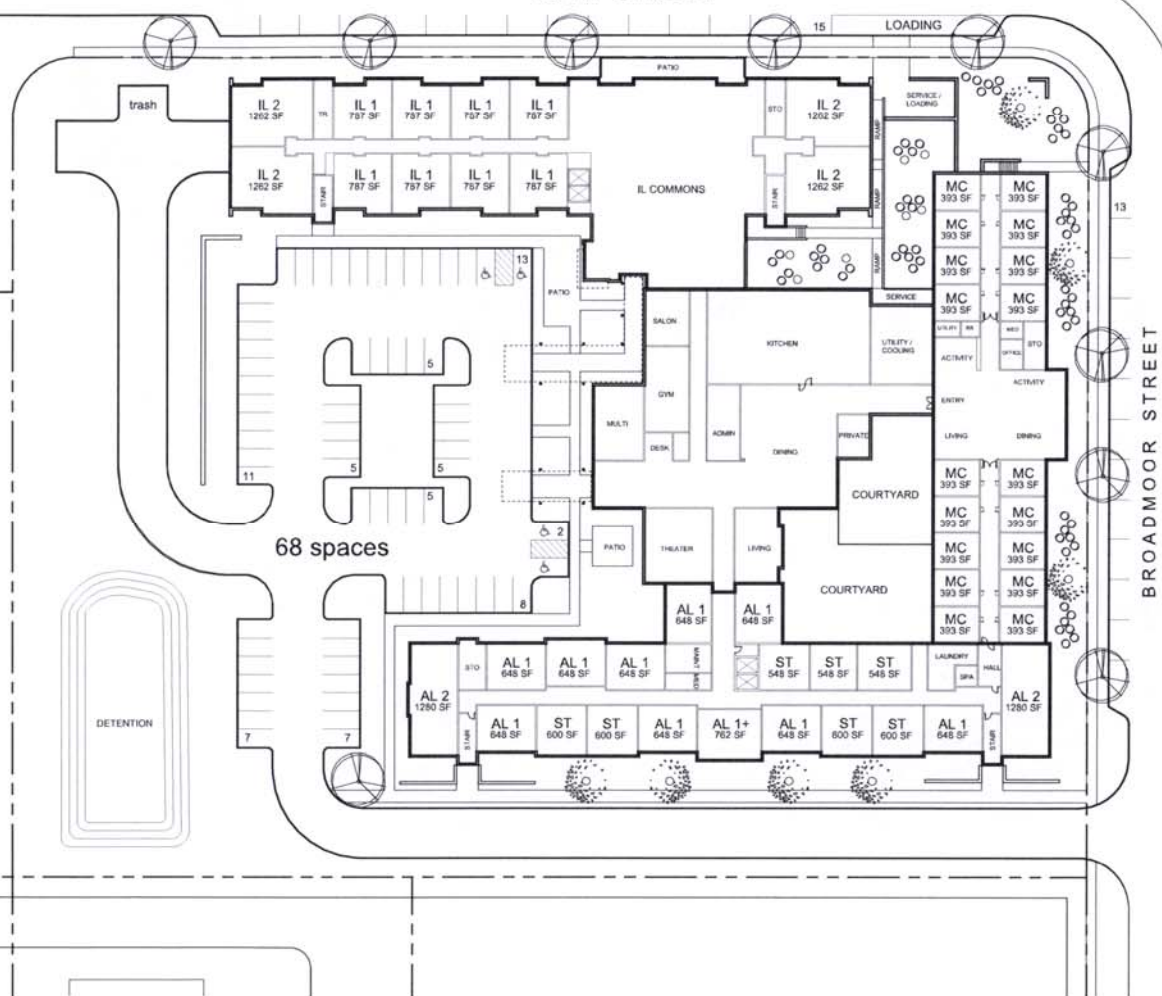 15
LOADING
PATIO
trash
IL 2
1262 SF
TR.
IL 1
787 SF
IL 1
787 SF
IL 1
787 SF
IL 1
787 SF
STO
IL 2
1262 SF
RAMP
SERVICE /
LOADING
IL 2
1262 SF
STAIR
IL 1
787 SF
IL 1
787 SF
IL 1
787 SF
IL 1
787 SF
IL COMMONS
STAIR
IL 2
1262 SF
RAMP
RAMP
SERVICE
MC
393 SF
MC
393 SF
MC
393 SF
MC
393 SF
MC
393 SF
MC
393 SF
MC
393 SF
MC
393 SF
13
UTILITY
MED
OFFICE
STO
ACTIVITY
ACTIVITY
ENTRY
LIVING
DINING
13
PATIO
SALON
KITCHEN
UTILITY /
COOLING
5
GYM
MULTI
DESK
ADMIN
DINING
PRIVATE
COURTYARD
11
5
5
5
68 spaces
2
PATIO
THEATER
LIVING
COURTYARD
8
MC
393 SF
MC
393 SF
MC
393 SF
MC
393 SF
MC
393 SF
MC
393 SF
MC
393 SF
MC
393 SF
MC
393 SF
MC
393 SF
BROADMOOR STREET
AL 1
648 SF
AL 1
648 SF
AL 2
1280 SF
STO
AL 1
648 SF
AL 1
648 SF
AL 1
648 SF
MAINT
MED
ST
548 SF
ST
548 SF
ST
548 SF
LAUNDRY
SPA
HALL
AL 2
1280 SF
STAIR
AL 1
648 SF
ST
600 SF
ST
600 SF
AL 1
648 SF
AL 1+
762 SF
AL 1
648 SF
ST
600 SF
ST
600 SF
AL 1
648 SF
STAIR
DETENTION
7
7